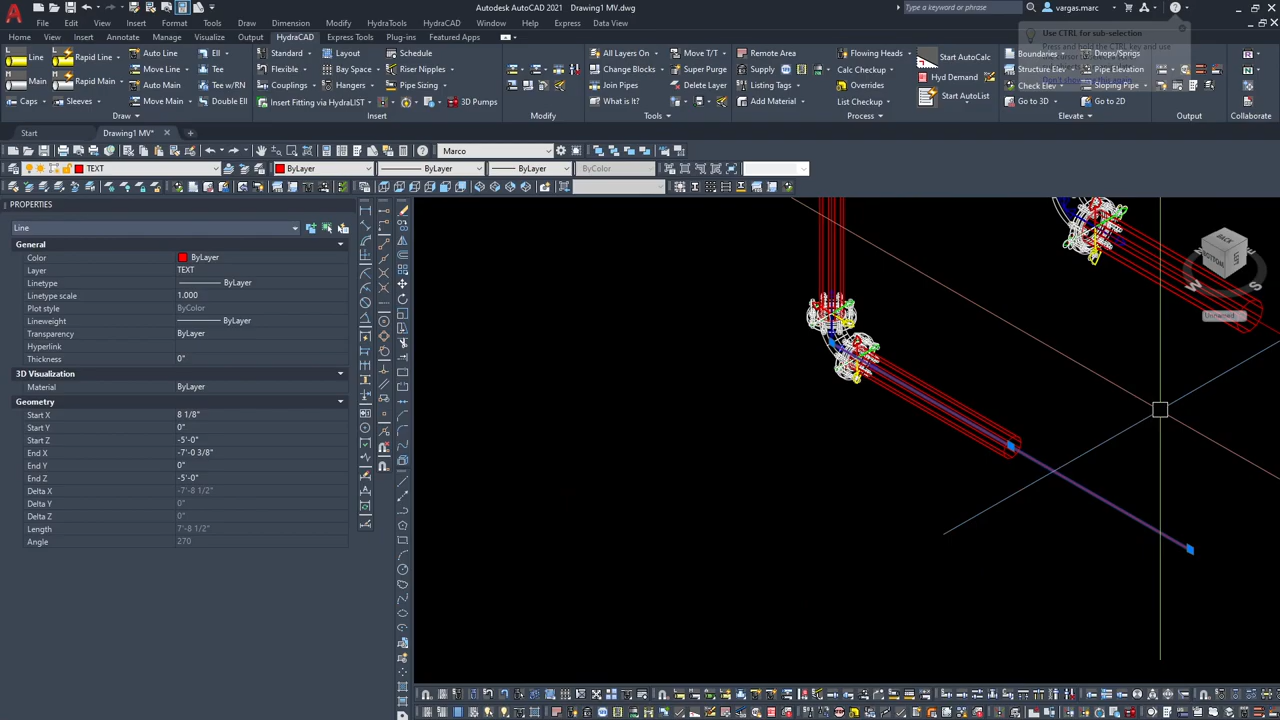 Autodesk AutoCAD 2021 Drawing1 MV.dwg
Type a keyword or phrase
vargas.marc
File Edit View Insert Format Tools Draw Dimension Modify HydraTools HydraCAD Window Help Express Data View
Use CTRL for sub-selection
Home Insert Annotate Parametric View Manage Output HydraCAD Express Tools Plug-ins Featured Apps
Line Rapid Line Auto Line Ell Standard Layout Schedule All Layers On Move T/T Remote Area Flowing Heads Start AutoCalc Boundaries Drops/Sprigs
Move Line Tee Flexible Bay Space Riser Nodes Change Blocks Super Purge Supply Calc Checkup Hyd Demand Structure Elev Pipe Elevation
Main Rapid Main Auto Main Tee w/RN Couplings Hangers Pipe Sizing Join Pipes Delete Layer Listing Tags Overrides Start AutoList Check Elev Sloping Pipe
Caps Sleeves Move Main Double Ell Insert Fitting via HydraLIST 3D Pumps What is It? Add Material List Checkup Go to 3D Go to 2D
Draw Insert Modify Tools Process Elevate Output Collaborate
Start Drawing1 MV*
Marco
TEXT ByLayer ByLayer ByLayer ByColor
PROPERTIES
Line
General
Color ByLayer
Layer TEXT
Linetype ByLayer
Linetype scale 1.000
Plot style ByColor
Lineweight ByLayer
Transparency ByLayer
Hyperlink
Thickness 0"
3D Visualization
Material ByLayer
Geometry
Start X 8 1/8"
Start Y 0"
Start Z -5'-0"
End X -7'-0 3/8"
End Y 0"
End Z -5'-0"
Delta X -7'-8 1/2"
Delta Y 0"
Delta Z 0"
Length 7'-8 1/2"
Angle 270
BACK
BOTTOM
W S
Unnamed